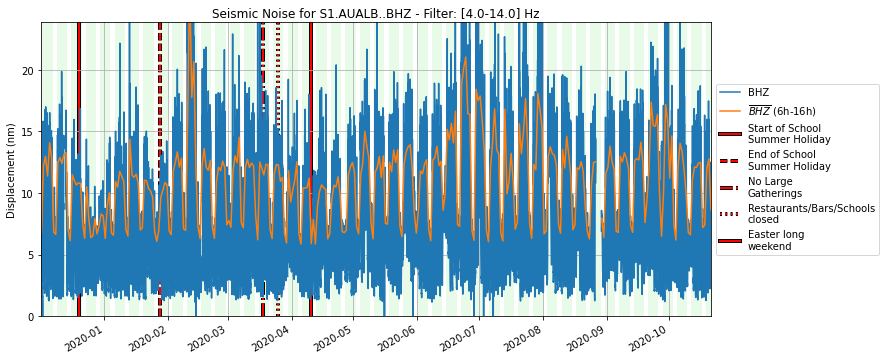 Seismic Noise for S1.AUALB..BHZ - Filter: [4.0-14.0] Hz
Displacement (nm)
20
15
10
5
0
2020-01
2020-02
2020-03
2020-04
2020-05
2020-06
2020-07
2020-08
2020-09
2020-10
BHZ
BHZ (6h-16h)
Start of School
Summer Holiday
End of School
Summer Holiday
No Large
Gatherings
Restaurants/Bars/Schools
closed
Easter long
weekend